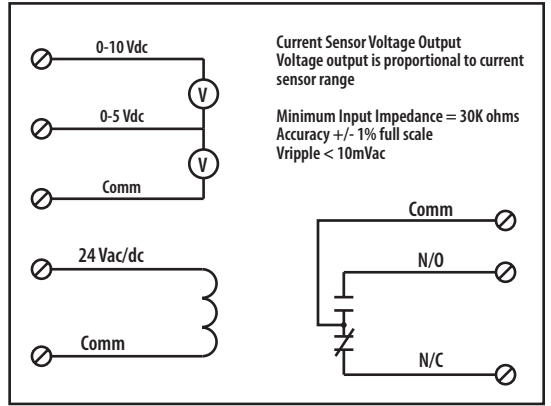 0-10 Vdc
V
0-5 Vdc
V
Comm
Current Sensor Voltage Output
Voltage output is proportional to current
sensor range
Minimum Input Impedance = 30K ohms
Accuracy +/- 1% full scale
Vripple < 10mVac
24 Vac/dc
Comm
Comm
N/O
N/C